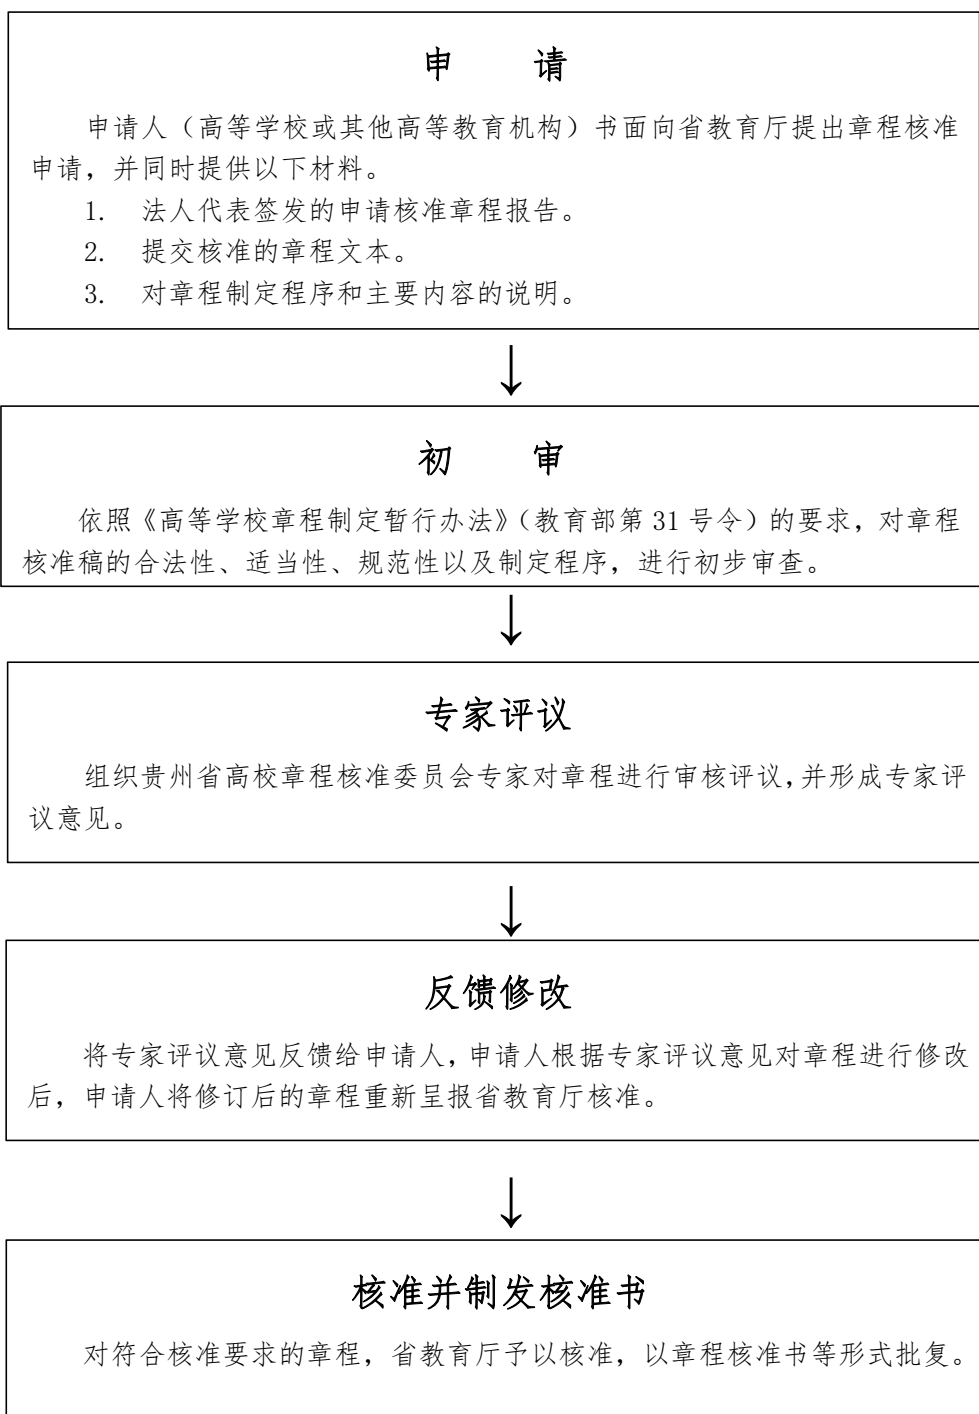 申　　请
申请人（高等学校或其他高等教育机构）书面向省教育厅提出章程核准
申请，并同时提供以下材料。
1. 法人代表签发的申请核准章程报告。
2. 提交核准的章程文本。
3. 对章程制定程序和主要内容的说明。
↓
初　　审
依照《高等学校章程制定暂行办法》（教育部第 31 号令）的要求，对章程
核准稿的合法性、适当性、规范性以及制定程序，进行初步审查。
↓
专家评议
组织贵州省高校章程核准委员会专家对章程进行审核评议，并形成专家评
议意见。
↓
反馈修改
将专家评议意见反馈给申请人，申请人根据专家评议意见对章程进行修改
后，申请人将修订后的章程重新呈报省教育厅核准。
↓
核准并制发核准书
对符合核准要求的章程，省教育厅予以核准，以章程核准书等形式批复。